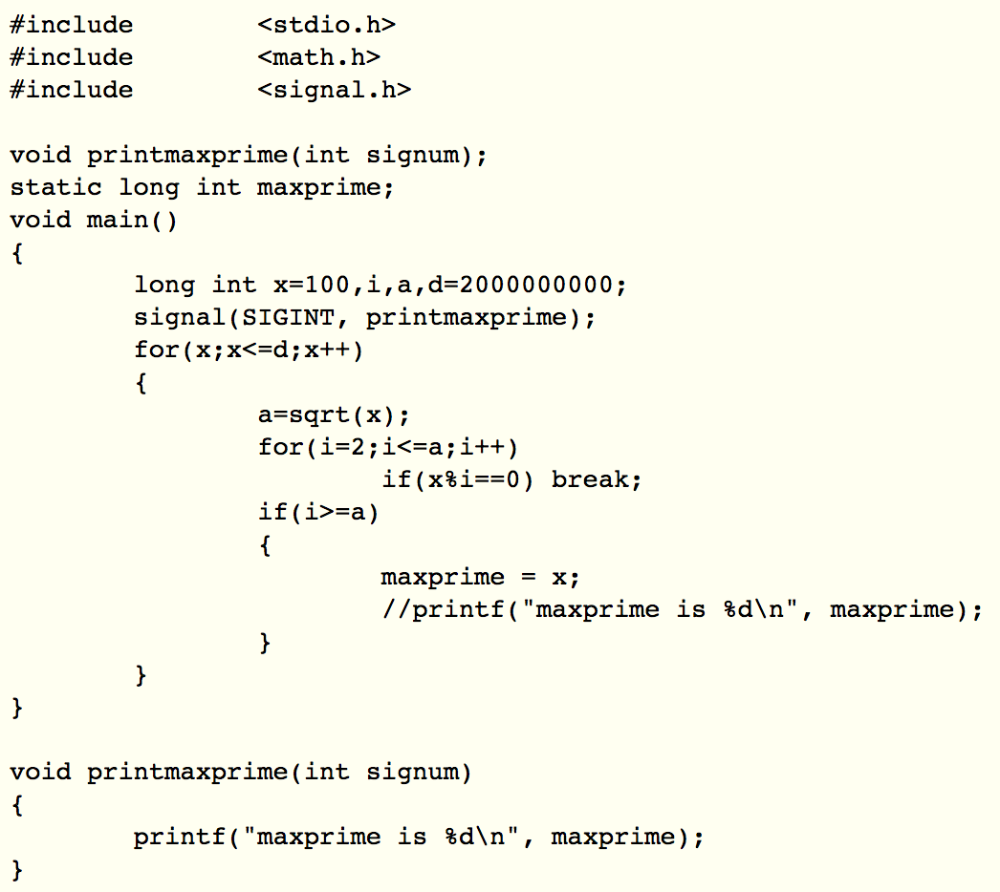 #include        <stdio.h>
#include        <math.h>
#include        <signal.h>

void printmaxprime(int signum);
static long int maxprime;
void main()
{
        long int x=100,i,a,d=2000000000;
        signal(SIGINT, printmaxprime);
        for(x;x<=d;x++)
        {
                a=sqrt(x);
                for(i=2;i<=a;i++)
                        if(x%i==0) break;
                if(i>=a)
                {
                        maxprime = x;
                        //printf("maxprime is %d\n", maxprime);
                }
        }
}

void printmaxprime(int signum)
{
        printf("maxprime is %d\n", maxprime);
}